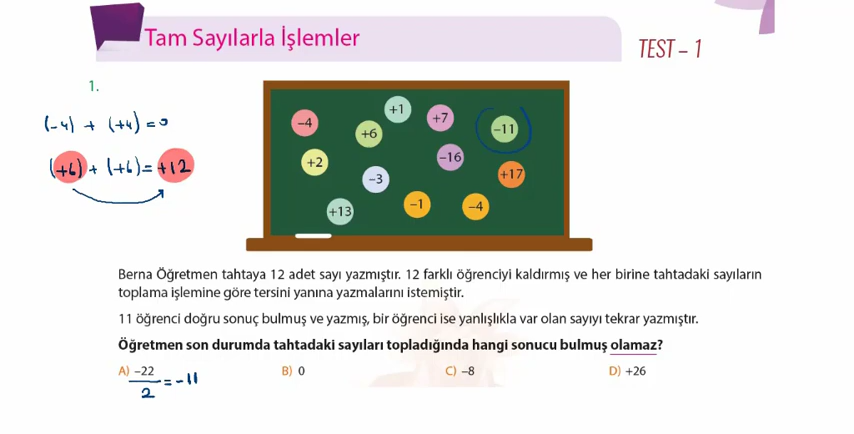 Tam Sayılarla İşlemler
TEST – 1
1.
(-4) + (+4) = 0
(+6) + (+6) = +12
–4
+1
+6
+7
–11
+2
–3
–16
+17
+13
–1
–4
Berna Öğretmen tahtaya 12 adet sayı yazmıştır. 12 farklı öğrenciyi kaldırmış ve her birine tahtadaki sayıların
toplama işlemine göre tersini yanına yazmalarını istemiştir.
11 öğrenci doğru sonuç bulmuş ve yazmış, bir öğrenci ise yanlışlıkla var olan sayıyı tekrar yazmıştır.
Öğretmen son durumda tahtadaki sayıları topladığında hangi sonucu bulmuş olamaz?
A) –22 B) 0 C) –8 D) +26
2 = -11